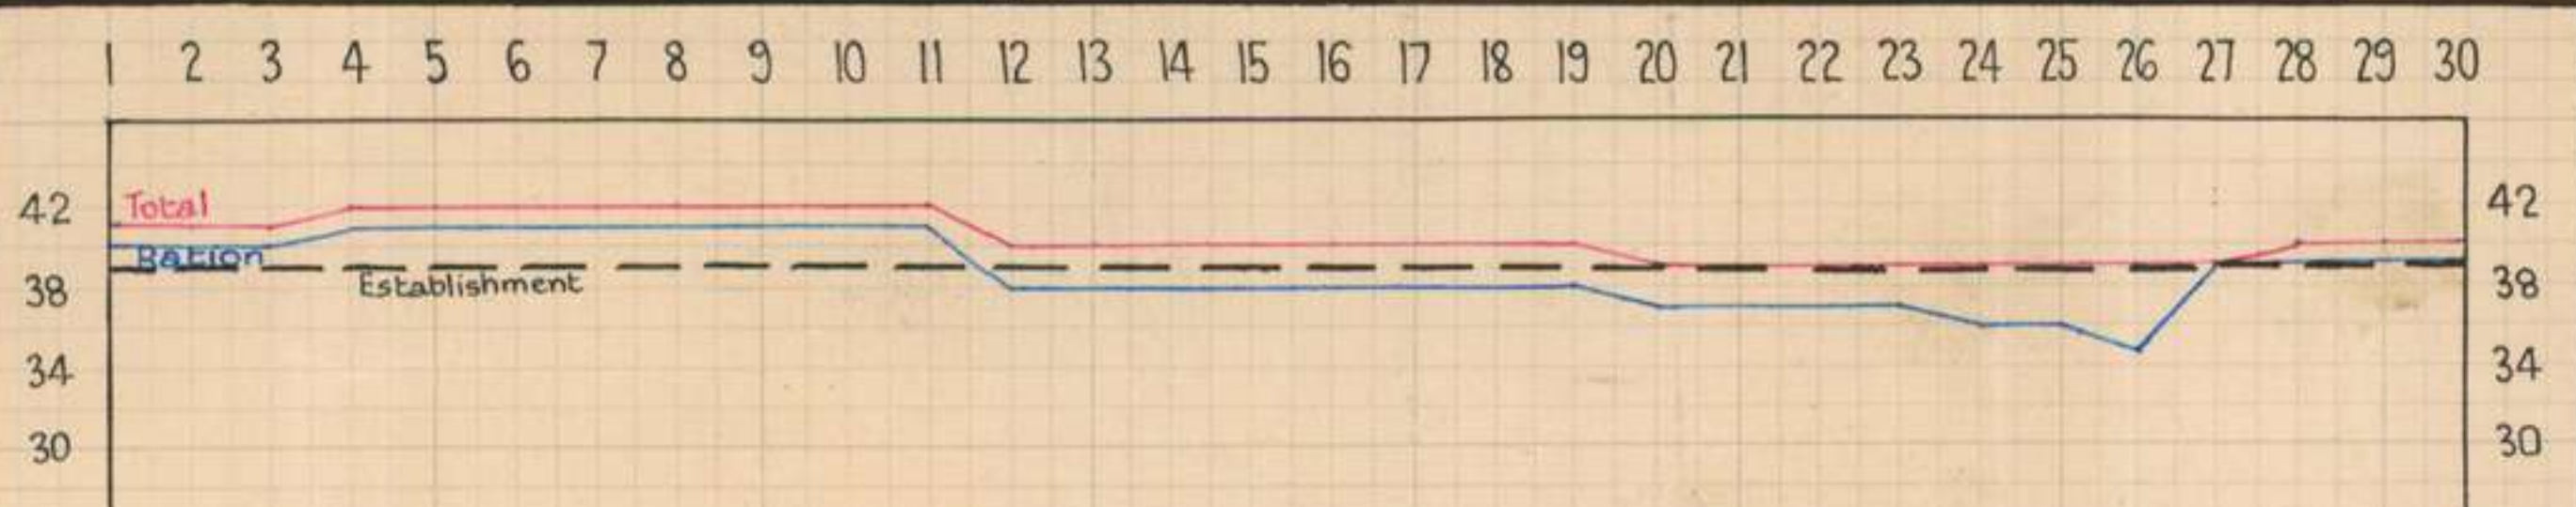 1 2 3 4 5 6 7 8 9 10 11 12 13 14 15 16 17 18 19 20 21 22 23 24 25 26 27 28 29 30
42 Total 42
Ration
38 Establishment 38
34 34
30 30